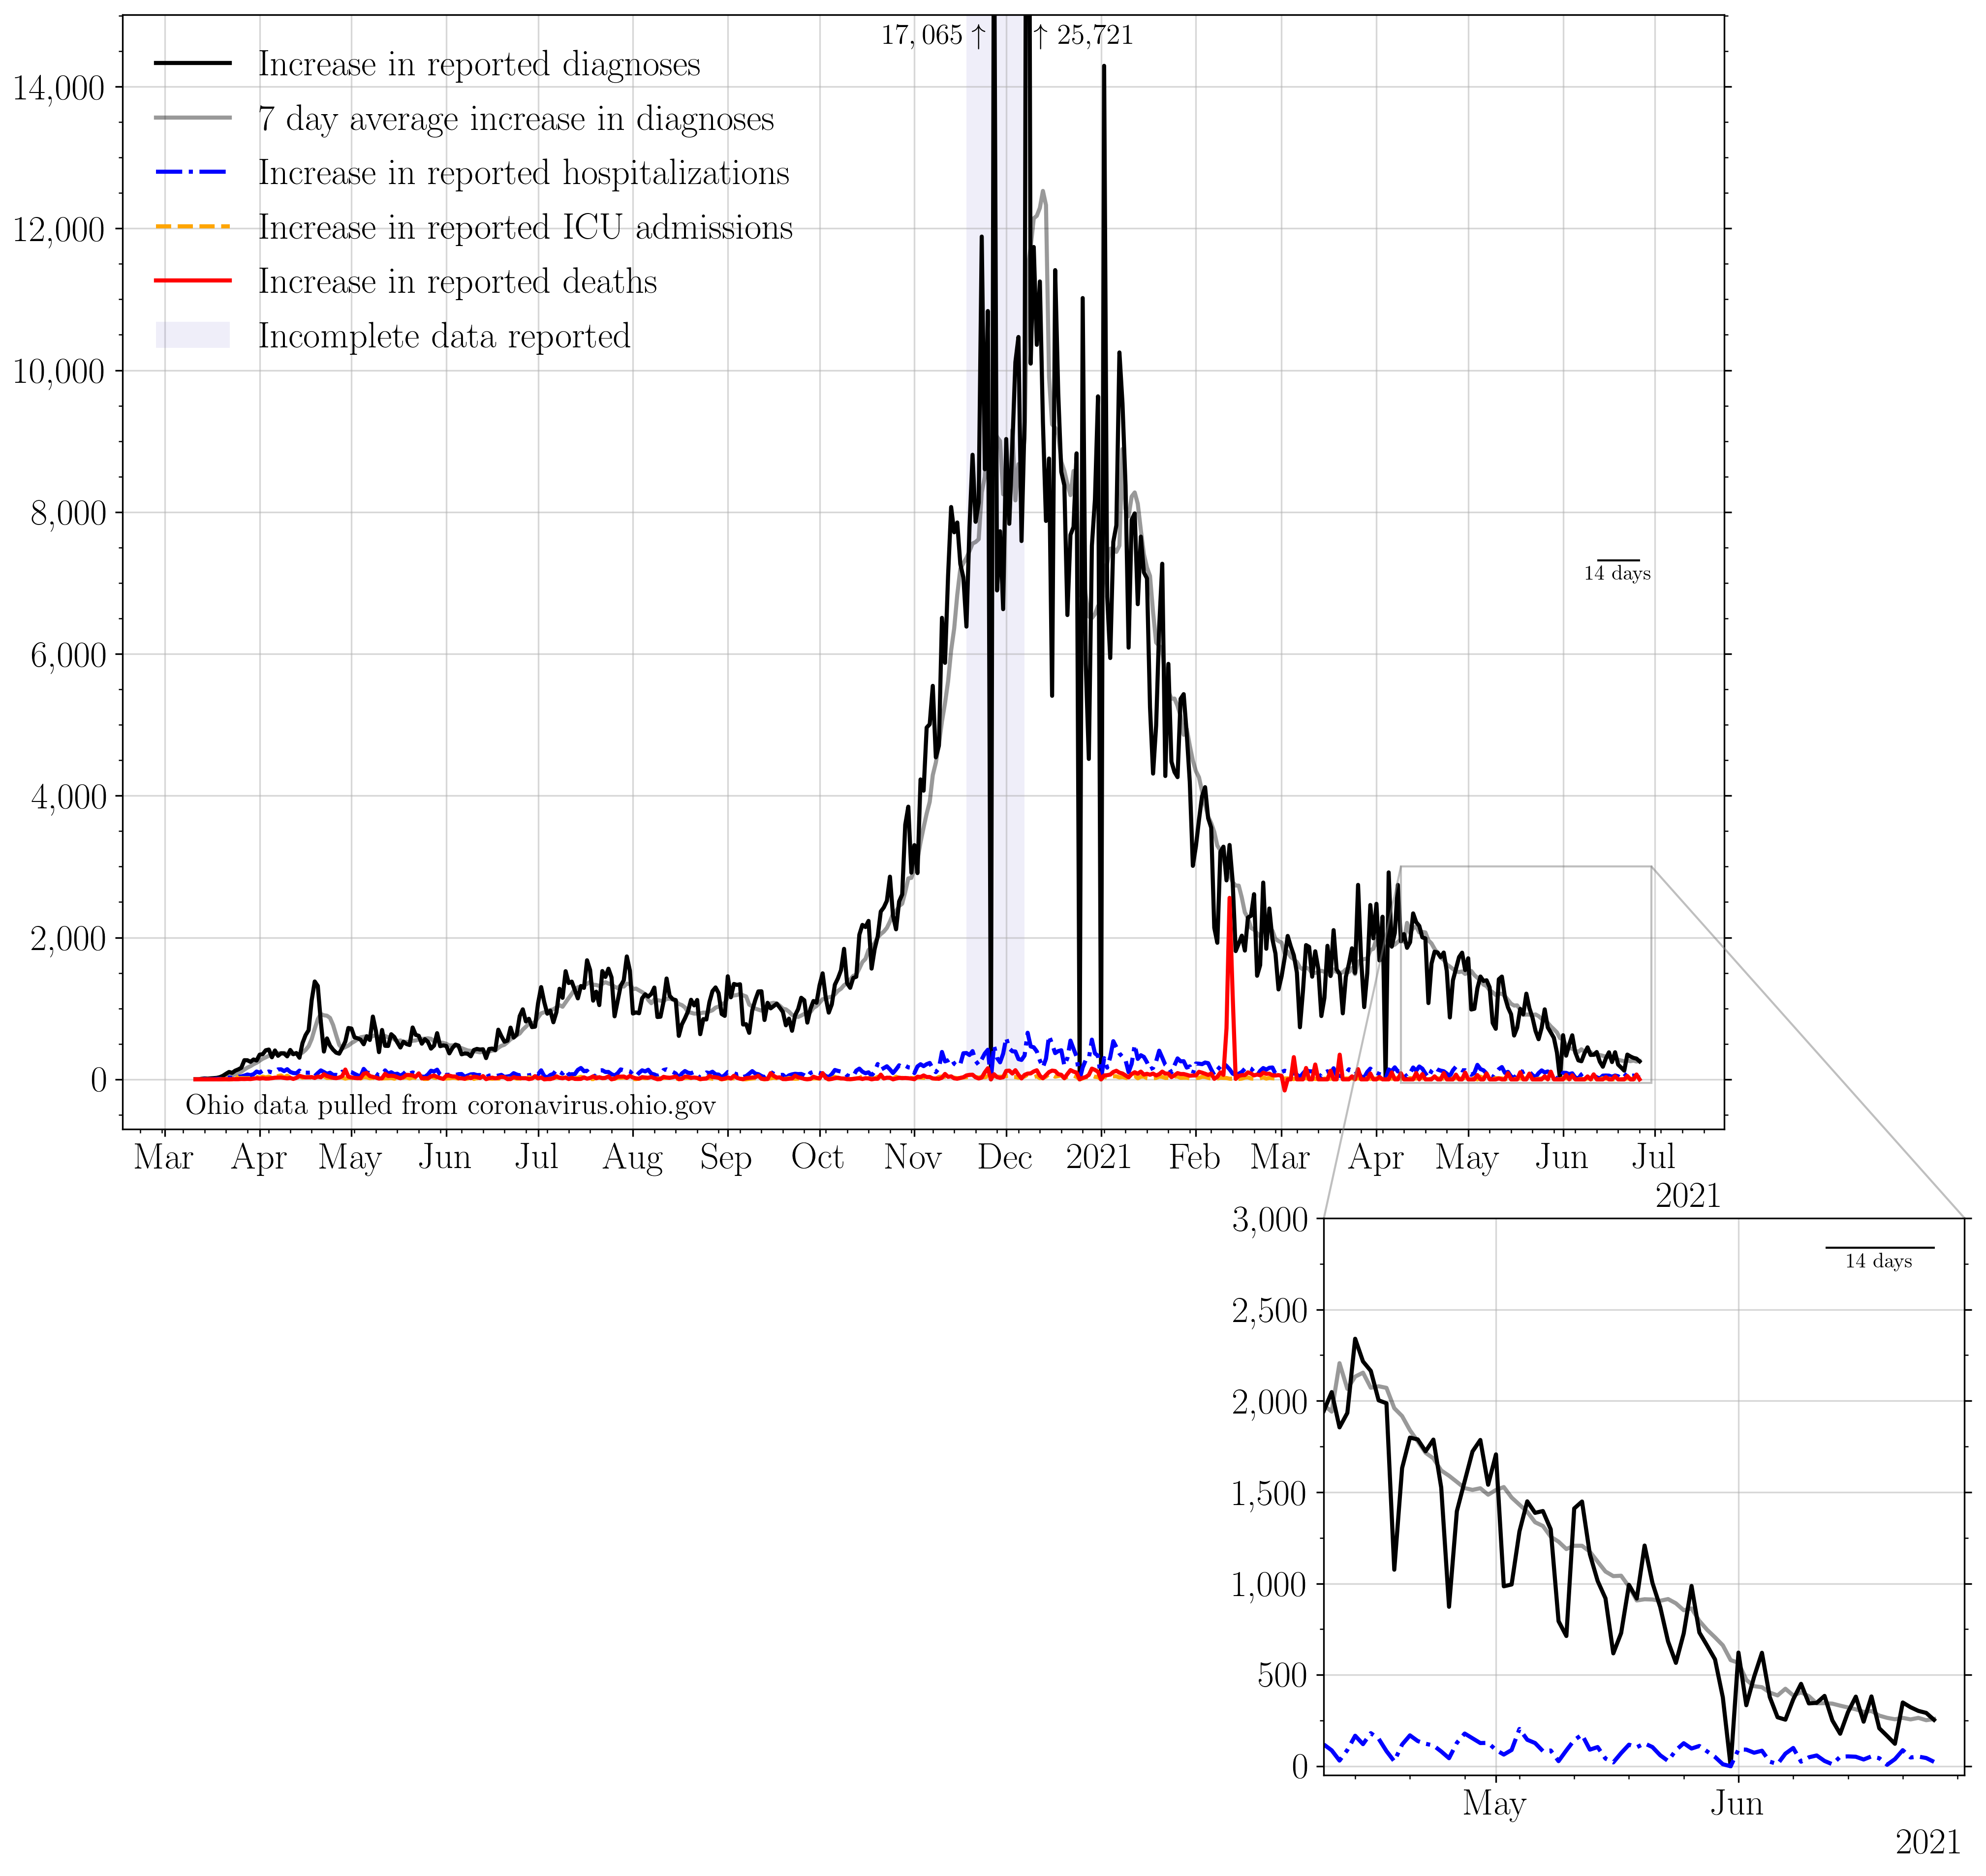 17,065 ↑ ↑ 25,721
Increase in reported diagnoses
7 day average increase in diagnoses
Increase in reported hospitalizations
Increase in reported ICU admissions
Increase in reported deaths
Incomplete data reported
14,000
12,000
10,000
8,000
6,000
4,000
2,000
0
14 days
Ohio data pulled from coronavirus.ohio.gov
Mar Apr May Jun Jul Aug Sep Oct Nov Dec 2021 Feb Mar Apr May Jun Jul
2021
3,000
2,500
2,000
1,500
1,000
500
0
14 days
May Jun
2021